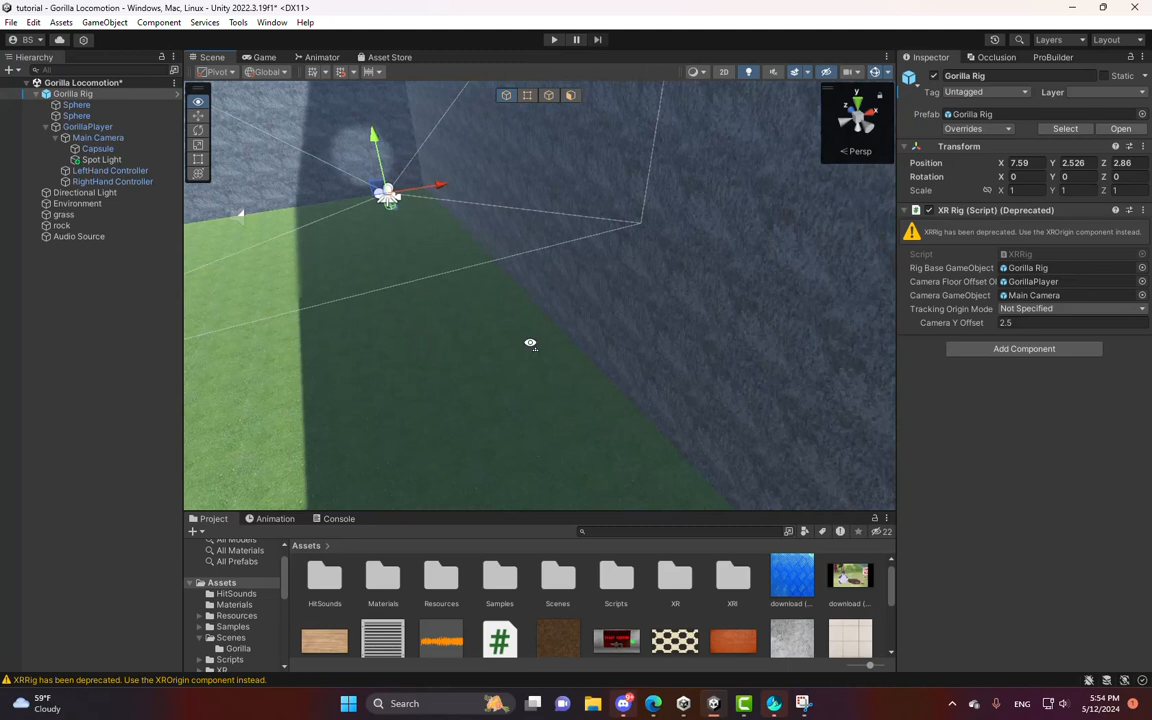 tutorial - Gorilla Locomotion - Windows, Mac, Linux - Unity 2022.3.19f1* <DX11>
File Edit Assets GameObject Component Services Tools Window Help
BS Layers Layout
Hierarchy Scene Game Animator Asset Store Inspector Occlusion ProBuilder
All Pivot Global 2D
Gorilla Locomotion* Gorilla Rig Static
Gorilla Rig Tag Untagged Layer
Sphere
Sphere Prefab Gorilla Rig
GorillaPlayer Overrides Select Open
Main Camera y x z
Capsule Persp Transform
Spot Light Position X 7.59 Y 2.526 Z 2.86
LeftHand Controller Rotation X 0 Y 0 Z 0
RightHand Controller Scale X 1 Y 1 Z 1
Directional Light
Environment XR Rig (Script) (Deprecated)
grass XRRig has been deprecated. Use the XROrigin component instead.
rock
Audio Source
Script XRRig
Rig Base GameObject Gorilla Rig
Camera Floor Offset Ol GorillaPlayer
Camera GameObject Main Camera
Tracking Origin Mode Not Specified
Camera Y Offset 2.5
Add Component
Project Animation Console
22
All Models
All Materials
All Prefabs
Assets
Assets
HitSounds
Materials
Resources
Samples
Scenes
Gorilla
Scripts
XR
HitSounds Materials Resources Samples Scenes Scripts XR XRI download (... download (...
XRRig has been deprecated. Use the XROrigin component instead.
59°F
Cloudy
Search
ENG
5:54 PM
5/12/2024